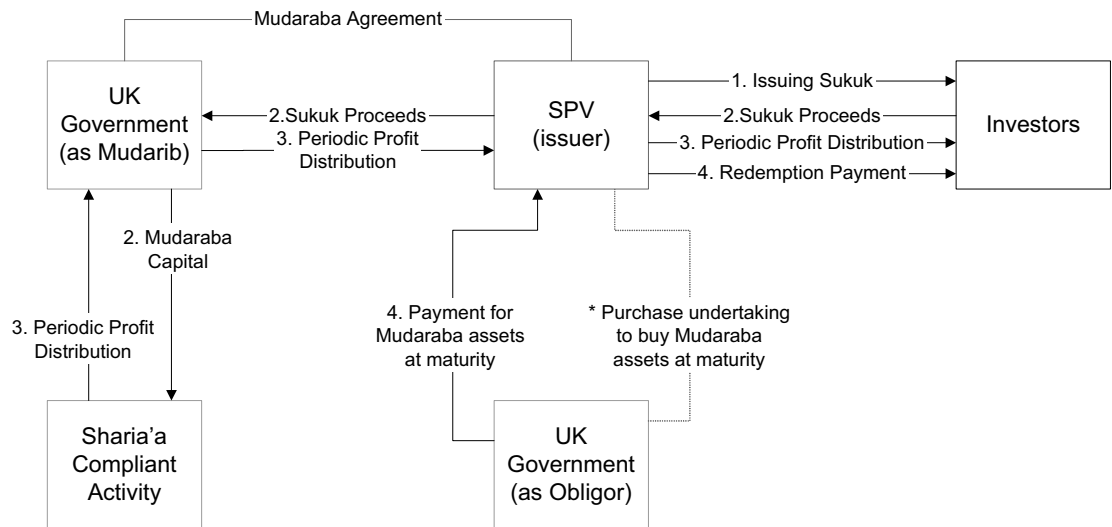 Mudaraba Agreement
UK
Government
(as Mudarib)
2.Sukuk Proceeds
3. Periodic Profit
Distribution
SPV
(issuer)
1. Issuing Sukuk
2.Sukuk Proceeds
3. Periodic Profit Distribution
4. Redemption Payment
Investors
2. Mudaraba
Capital
3. Periodic Profit
Distribution
4. Payment for
Mudaraba assets
at maturity
* Purchase undertaking
to buy Mudaraba
assets at maturity
Sharia'a
Compliant
Activity
UK
Government
(as Obligor)